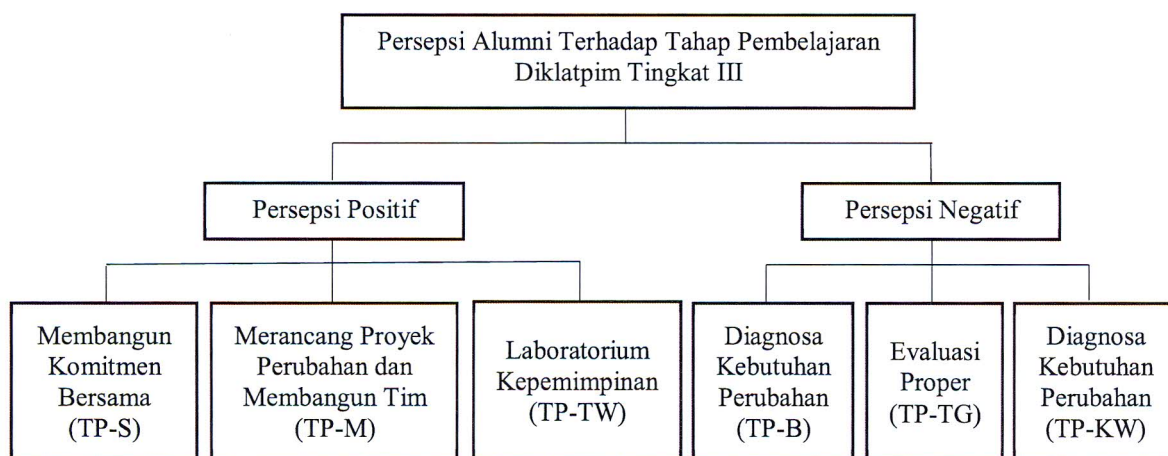 Persepsi Alumni Terhadap Tahap Pembelajaran
Diklatpim Tingkat III
Persepsi Positif
Persepsi Negatif
Membangun
Komitmen
Bersama
(TP-S)
Merancang Proyek
Perubahan dan
Membangun Tim
(TP-M)
Laboratorium
Kepemimpinan
(TP-TW)
Diagnosa
Kebutuhan
Perubahan
(TP-B)
Evaluasi
Proper
(TP-TG)
Diagnosa
Kebutuhan
Perubahan
(TP-KW)